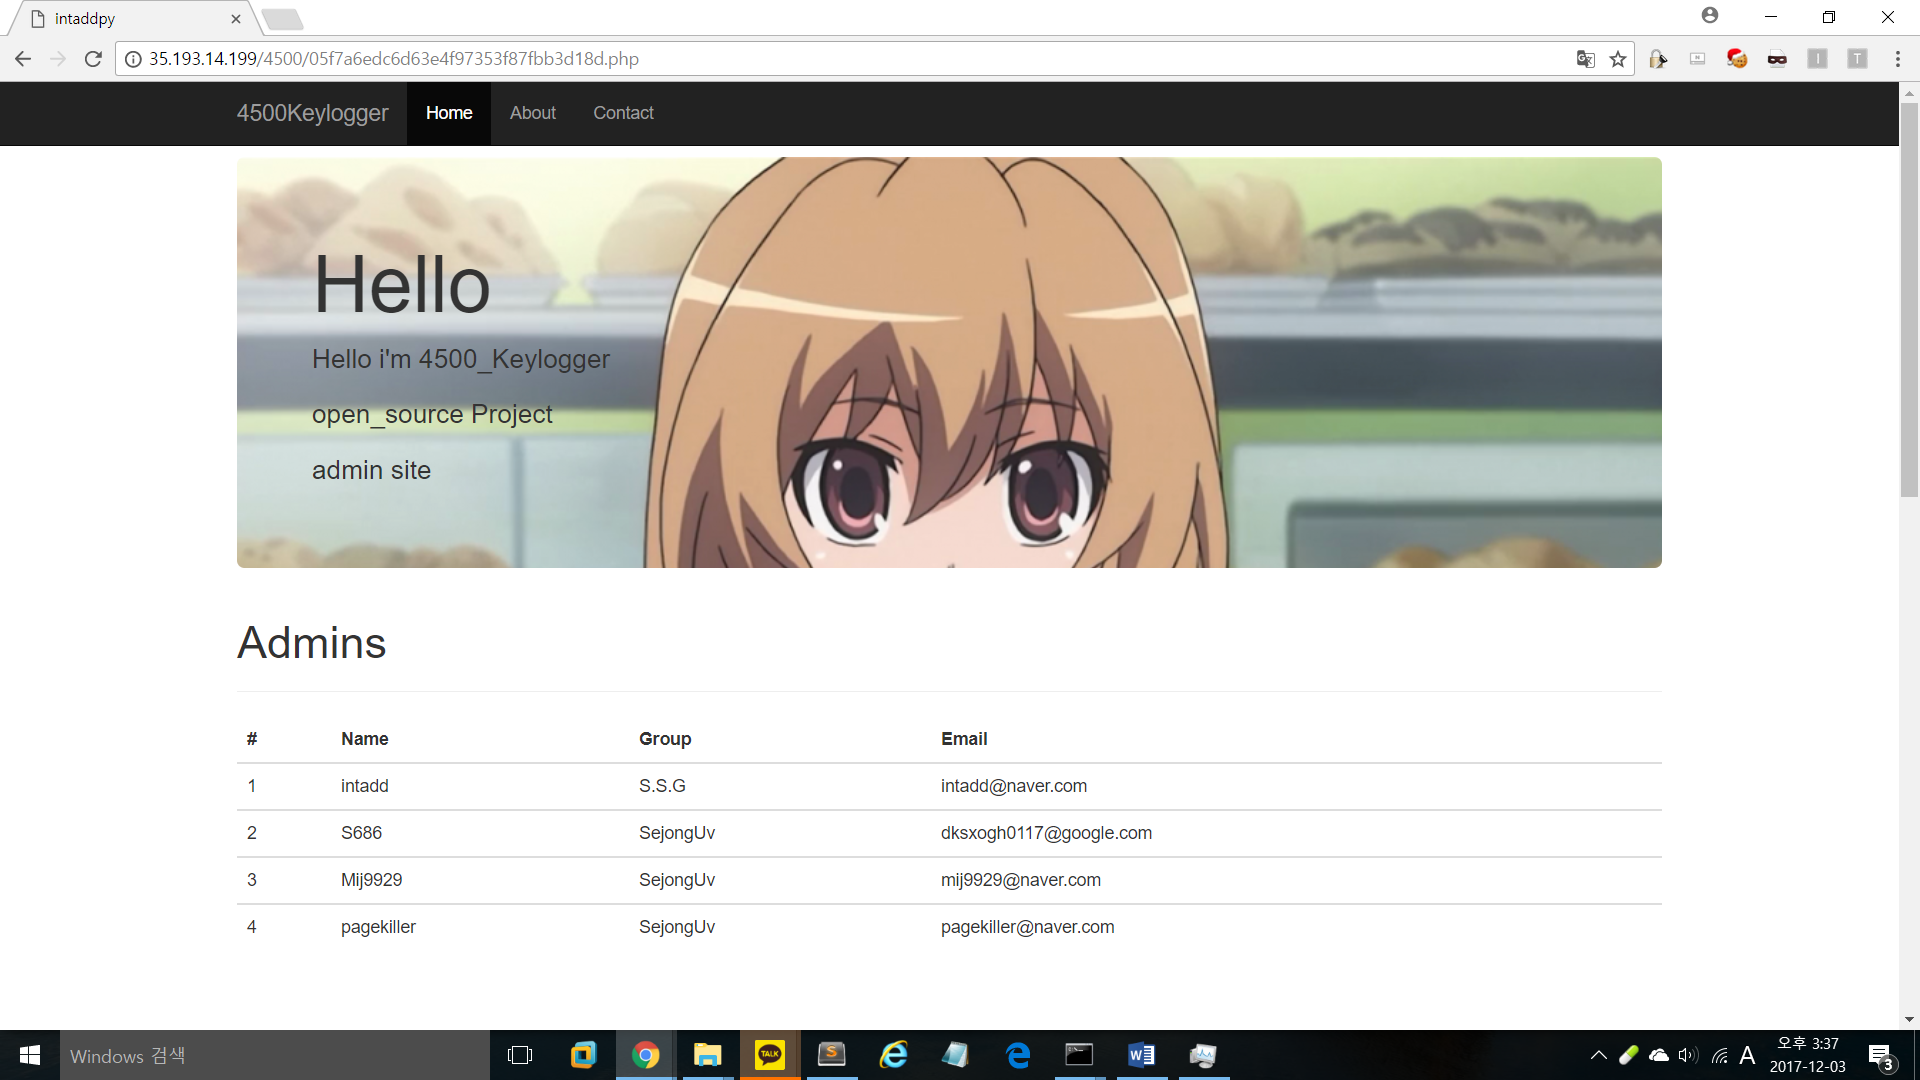 intaddpy
35.193.14.199/4500/05f7a6edc6d63e4f97353f87fbb3d18d.php
4500Keylogger Home About Contact
Hello
Hello i'm 4500_Keylogger
open_source Project
admin site
Admins
# Name Group Email
1 intadd S.S.G intadd@naver.com
2 S686 SejongUv dksxogh0117@google.com
3 Mij9929 SejongUv mij9929@naver.com
4 pagekiller SejongUv pagekiller@naver.com
Windows 검색
TALK
A
오후 3:37
2017-12-03
3